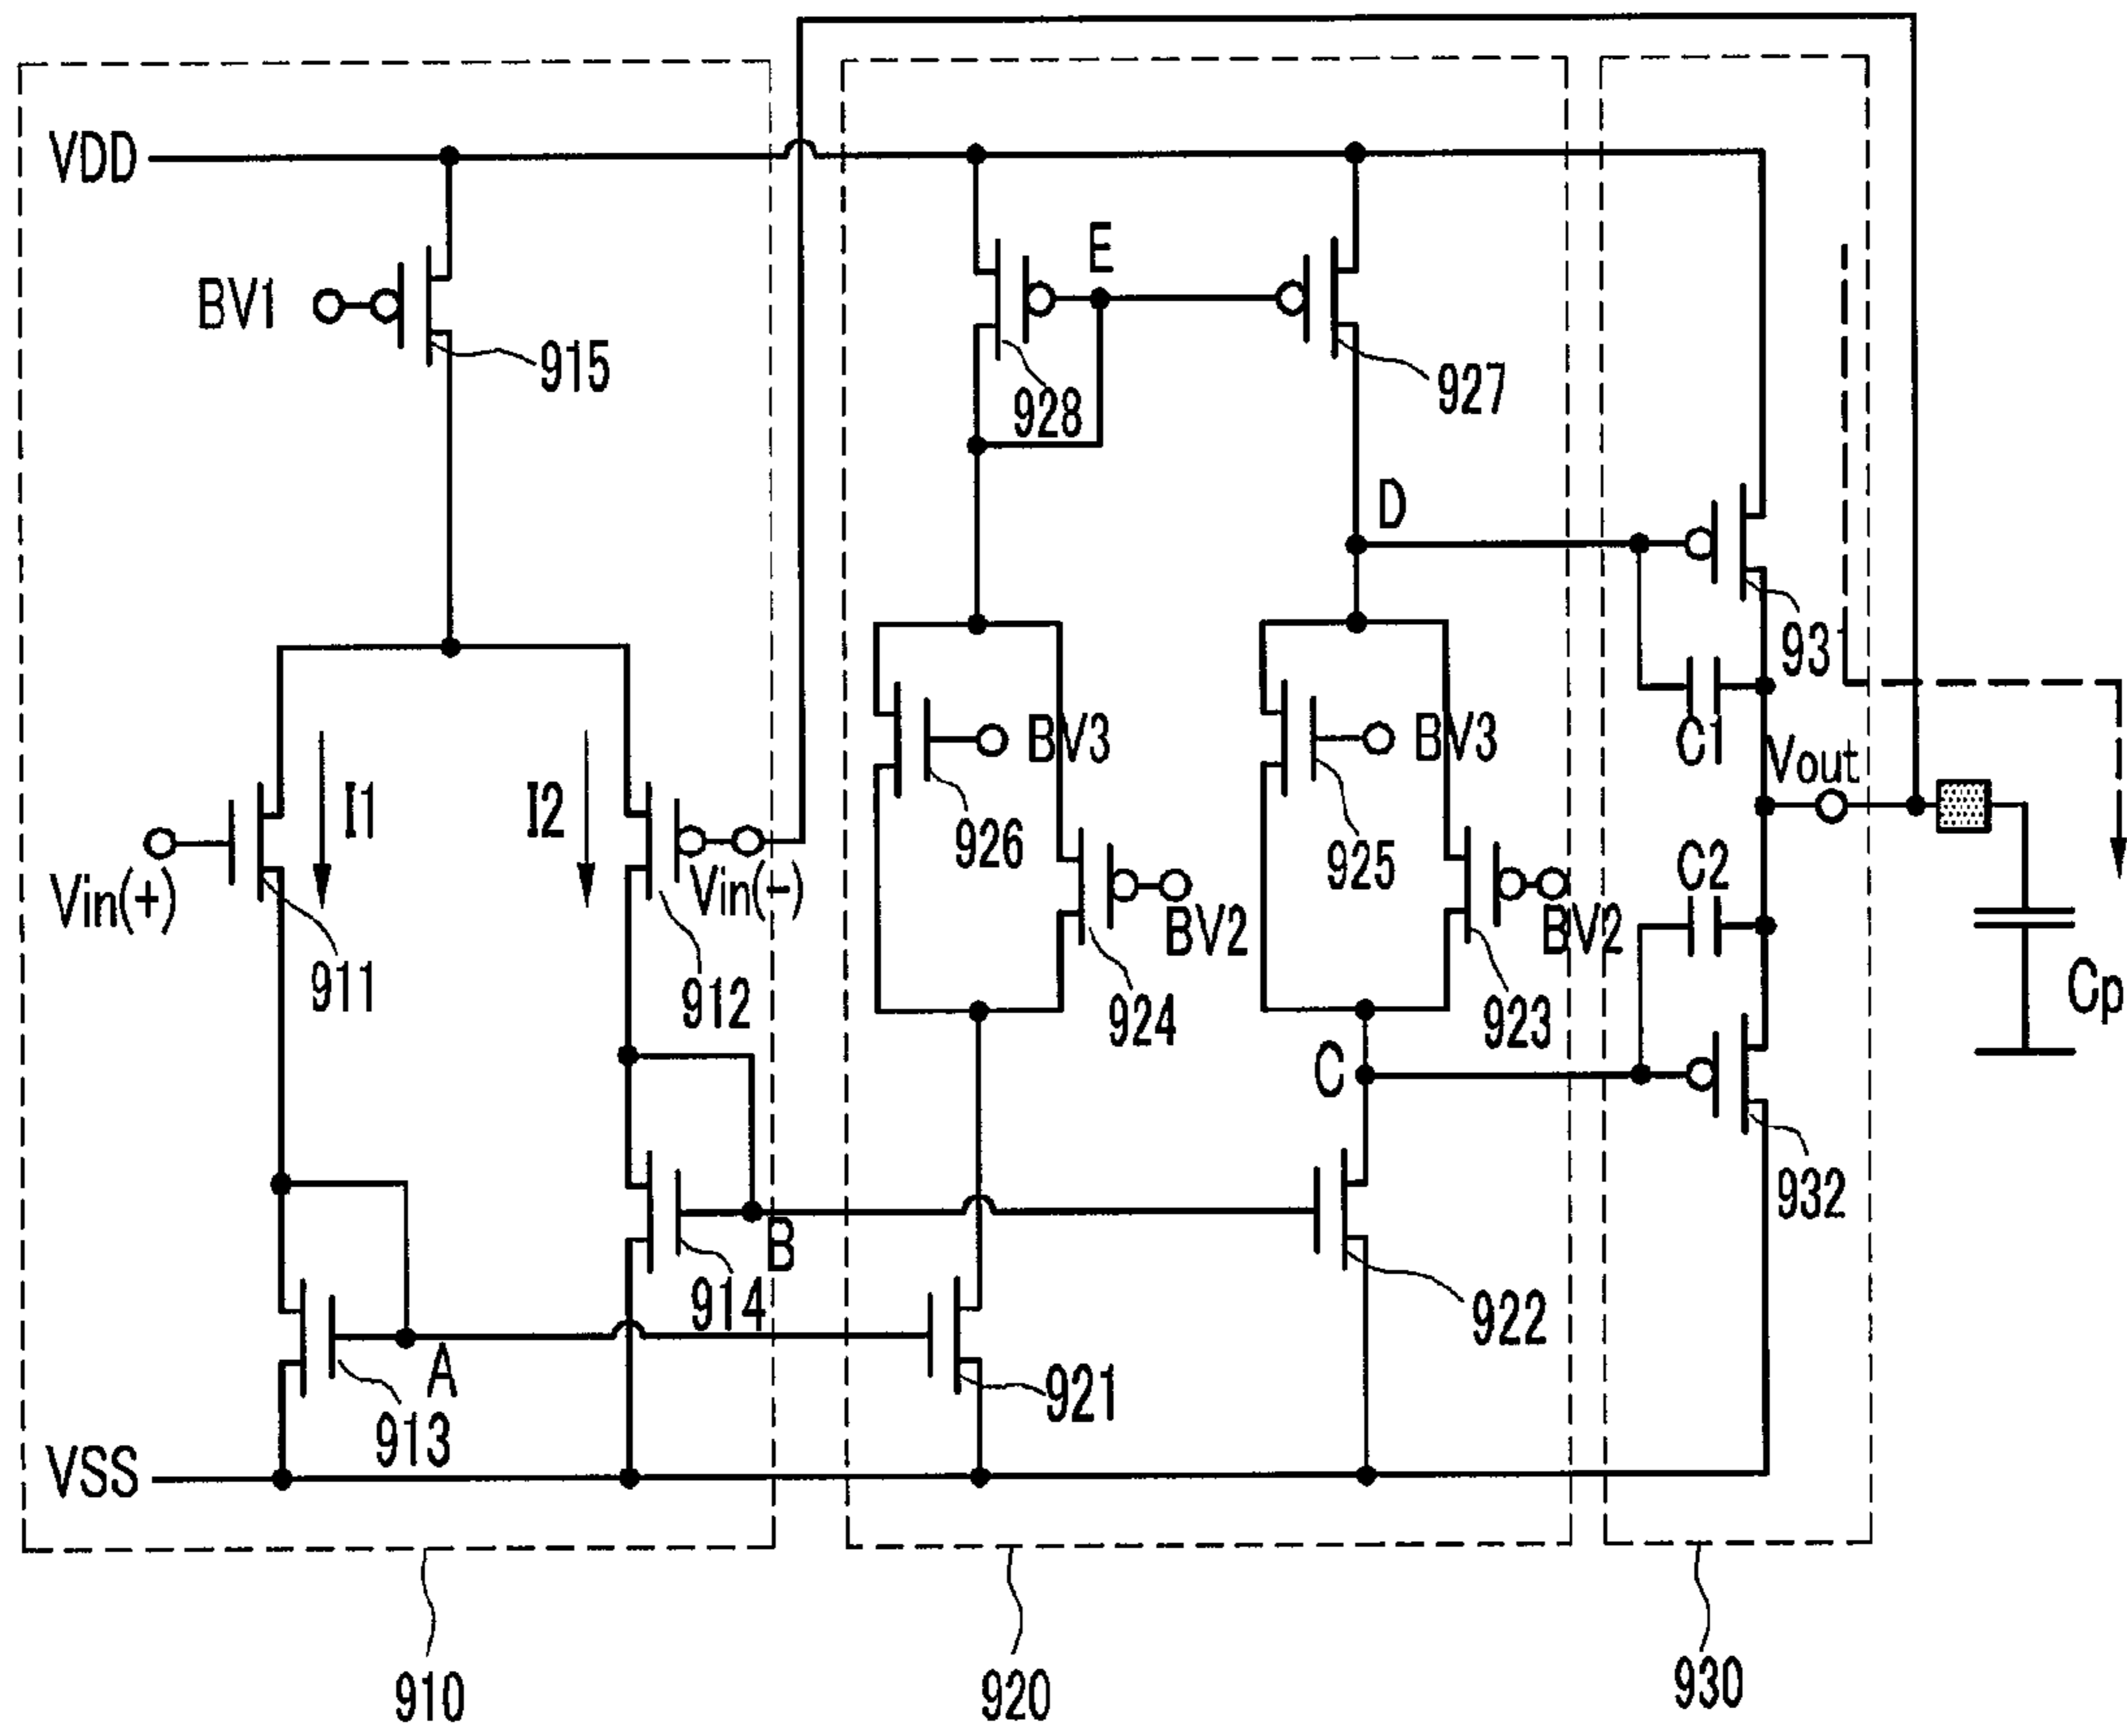 VDD
BV1
915
E
928
927
D
931
C1
Vout
I1
I2
BV3
BV3
926
925
Vin(+)
Vin(-)
911
912
BV2
BV2
924
923
C2
Cp
C
932
B
914
A
913
921
922
VSS
910
920
930